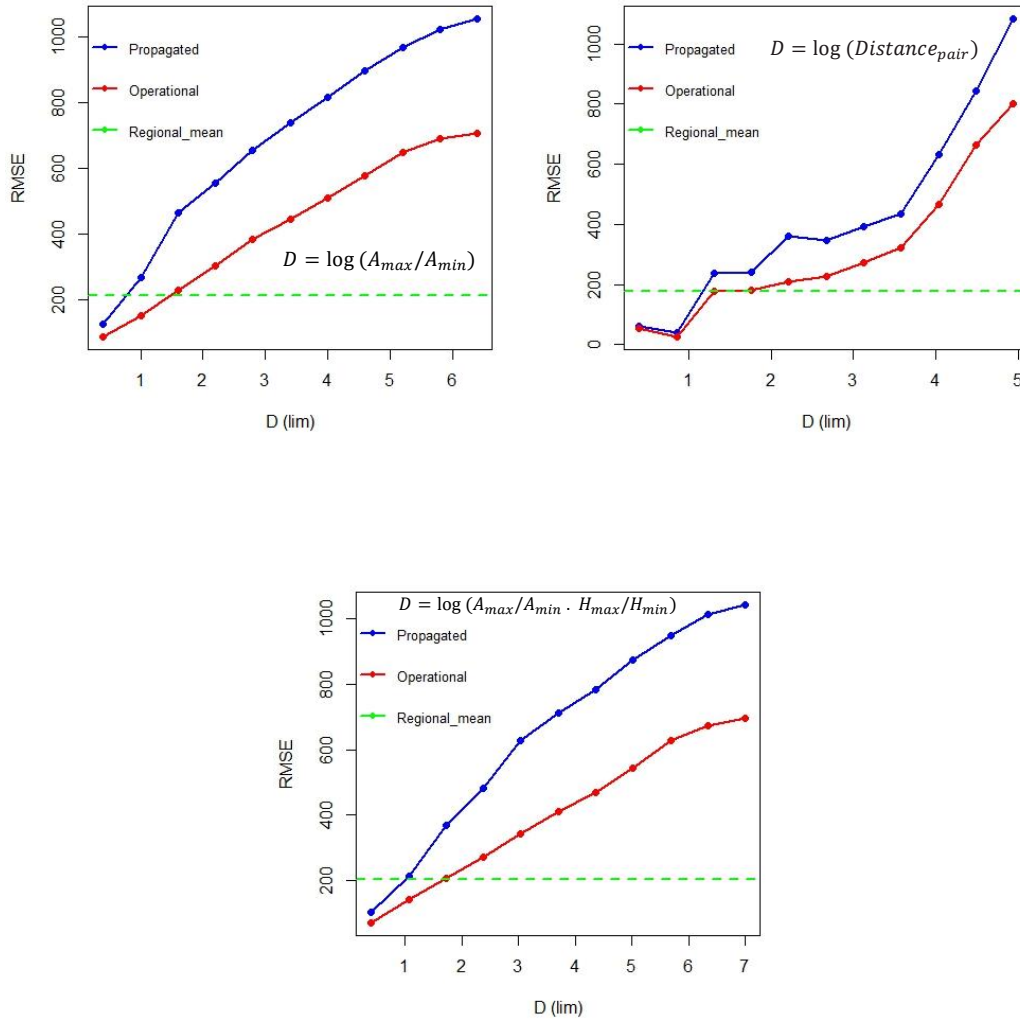 1000
800
600
400
200
RMSE
Propagated
Operational
Regional_mean
D = log (A_max/A_min)
1 2 3 4 5 6
D (lim)
1000
800
600
400
200
0
RMSE
Propagated
Operational
Regional_mean
D = log (Distance_pair)
1 2 3 4 5
D (lim)
D = log (A_max/A_min . H_max/H_min)
1000
800
600
400
200
RMSE
Propagated
Operational
Regional_mean
1 2 3 4 5 6 7
D (lim)